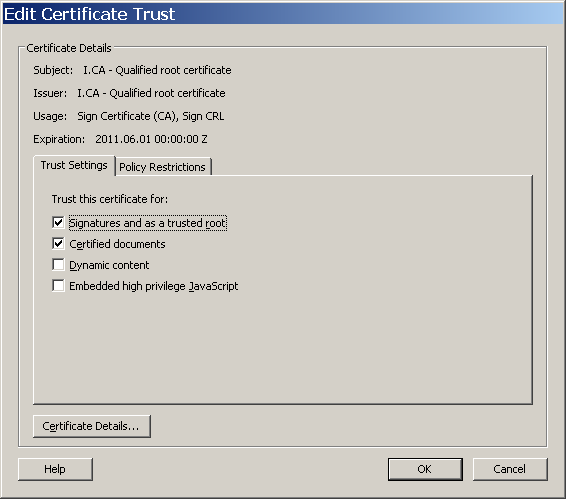 Edit Certificate Trust
Certificate Details
Subject: I.CA - Qualified root certificate
Issuer: I.CA - Qualified root certificate
Usage: Sign Certificate (CA), Sign CRL
Expiration: 2011.06.01 00:00:00 Z
Trust Settings Policy Restrictions
Trust this certificate for:
Signatures and as a trusted root
Certified documents
Dynamic content
Embedded high privilege JavaScript
Certificate Details...
Help OK Cancel